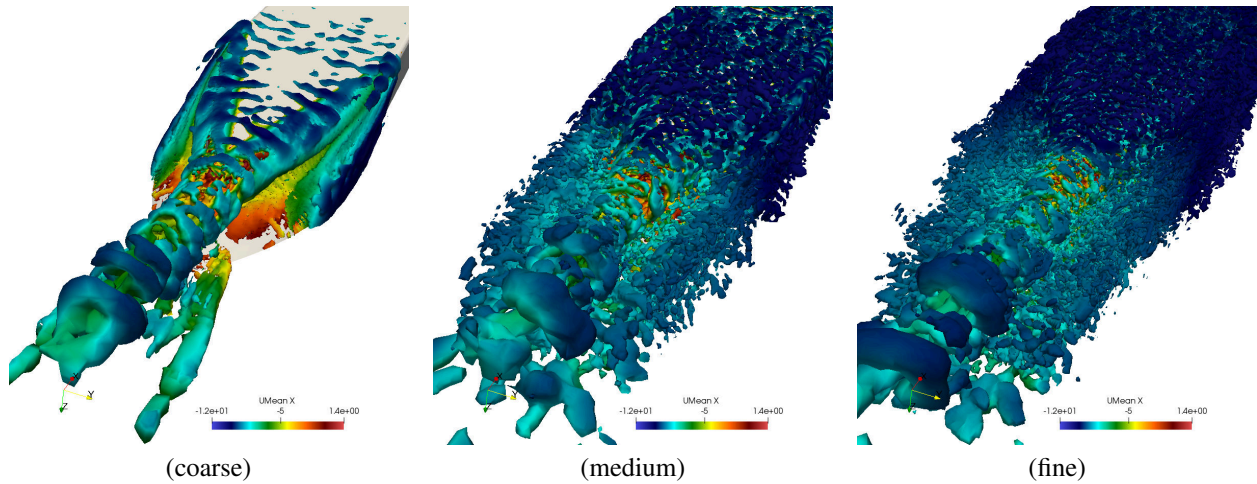 Y
Z
UMean X
-1.2e+01 -5 1.4e+00
(coarse)
UMean X
-1.2e+01 -5 1.4e+00
(medium)
UMean X
-1.2e+01 -5 1.4e+00
(fine)